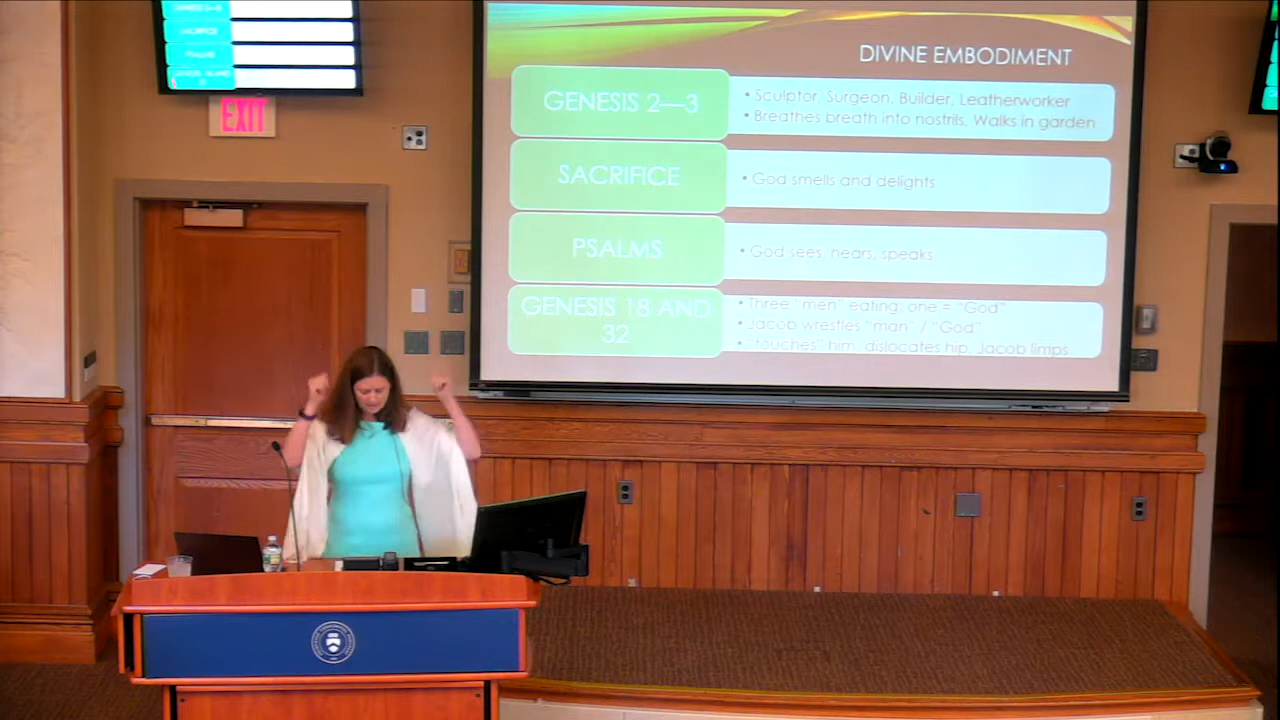 DIVINE EMBODIMENT
GENESIS 2—3
• Sculptor, Surgeon, Builder, Leatherworker
• Breathes breath into nostrils, Walks in garden
SACRIFICE
• God smells and delights
PSALMS
• God sees, hears, speaks
GENESIS 18 AND
32
• Three "men" eating; one = "God"
• Jacob wrestles "man" / "God"
• "touches" him, dislocates hip, Jacob limps
SACRIFICE
PSALMS
EXIT